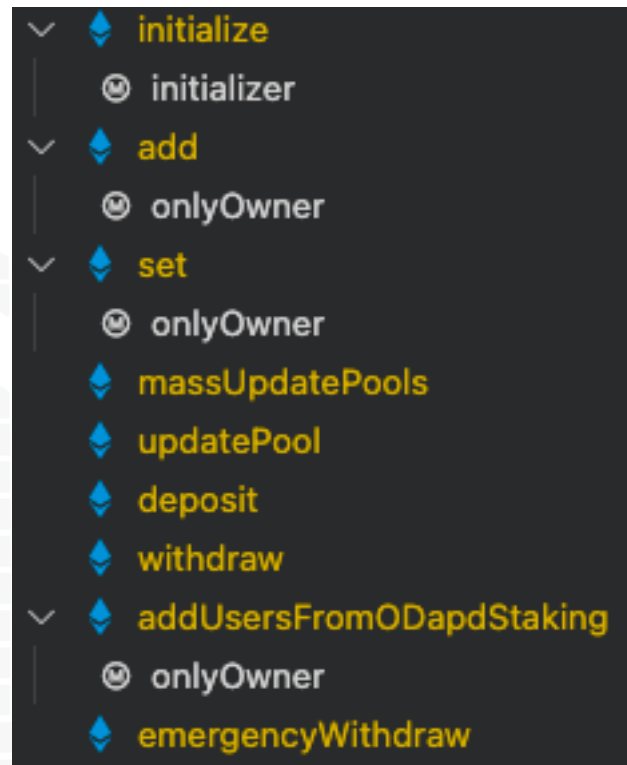 initialize
initializer
add
onlyOwner
set
onlyOwner
massUpdatePools
updatePool
deposit
withdraw
addUsersFromODapdStaking
onlyOwner
emergencyWithdraw